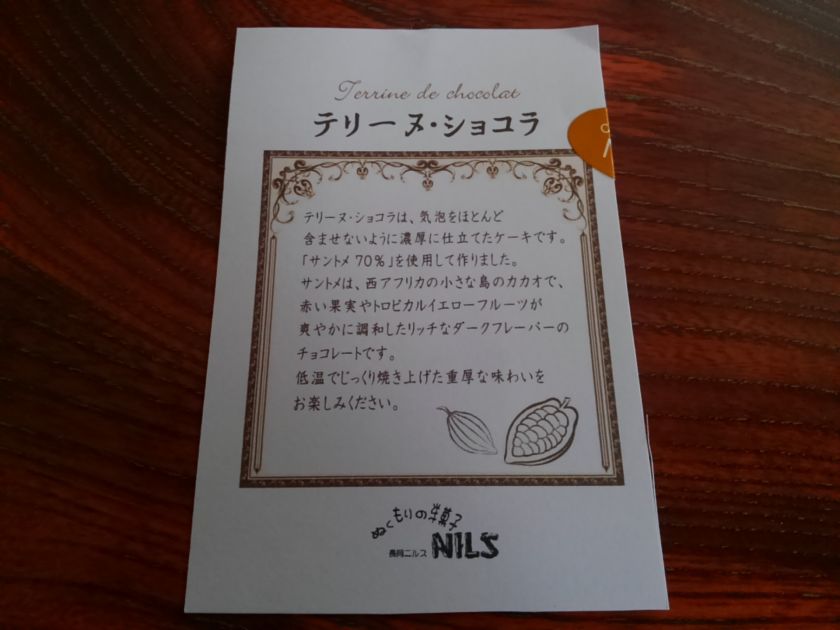 Terrine de chocolat
テリーヌ・ショコラ
テリーヌ・ショコラは、気泡をほとんど
含ませないように濃厚に仕立てたケーキです。
「サントメ 70%」を使用して作りました。
サントメは、西アフリカの小さな島のカカオで、
赤い果実やトロピカルイエローフルーツが
爽やかに調和したリッチなダークフレーバーの
チョコレートです。
低温でじっくり焼き上げた重厚な味わいを
お楽しみください。
ぬくもりの洋菓子
長岡ニルス NILS